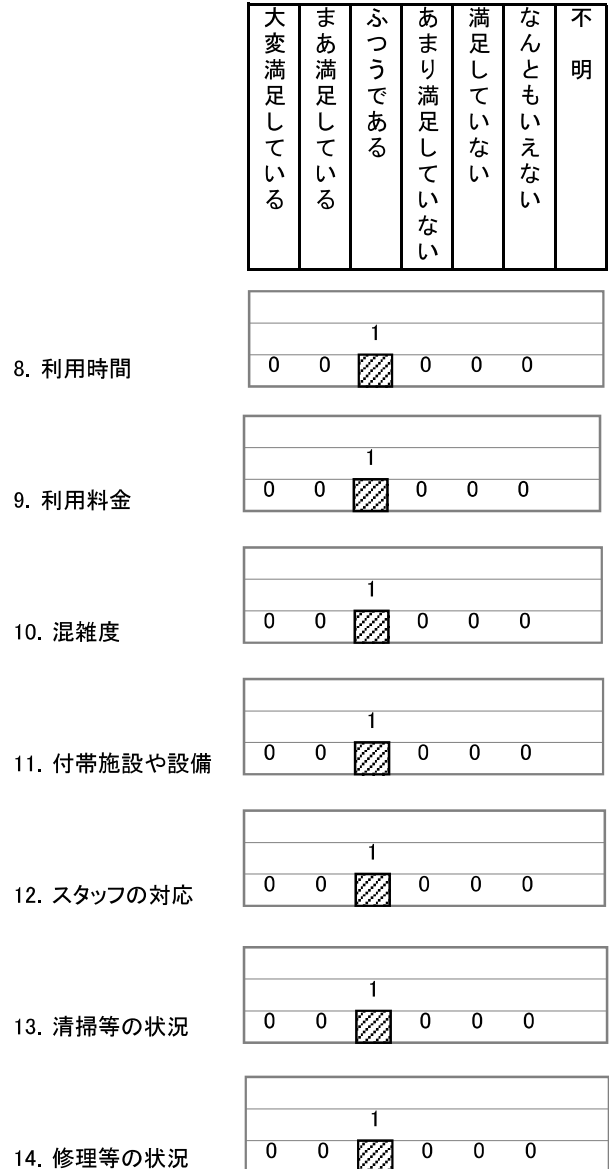 大変満足している
まあ満足している
ふつうである
あまり満足していない
満足していない
なんともいえない
不明
1
8. 利用時間 0 0 0 0 0
1
9. 利用料金 0 0 0 0 0
1
10. 混雑度 0 0 0 0 0
1
11. 付帯施設や設備 0 0 0 0 0
1
12. スタッフの対応 0 0 0 0 0
1
13. 清掃等の状況 0 0 0 0 0
1
14. 修理等の状況 0 0 0 0 0